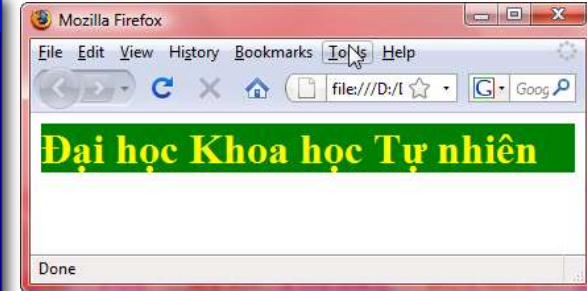 Mozilla Firefox
File Edit View History Bookmarks Tools Help
file:///D:/ G Goog
Đại học Khoa học Tự nhiên
Done